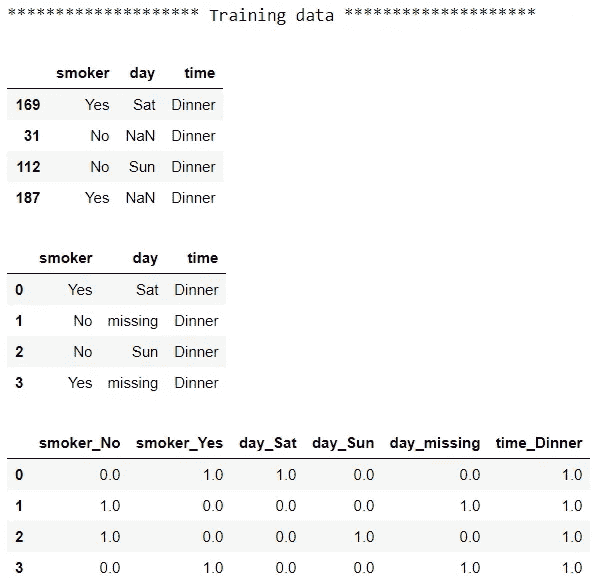 ******************** Training data ********************
smoker day time
169 Yes Sat Dinner
31 No NaN Dinner
112 No Sun Dinner
187 Yes NaN Dinner
smoker day time
0 Yes Sat Dinner
1 No missing Dinner
2 No Sun Dinner
3 Yes missing Dinner
smoker_No smoker_Yes day_Sat day_Sun day_missing time_Dinner
0 0.0 1.0 1.0 0.0 0.0 1.0
1 1.0 0.0 0.0 0.0 1.0 1.0
2 1.0 0.0 0.0 1.0 0.0 1.0
3 0.0 1.0 0.0 0.0 1.0 1.0